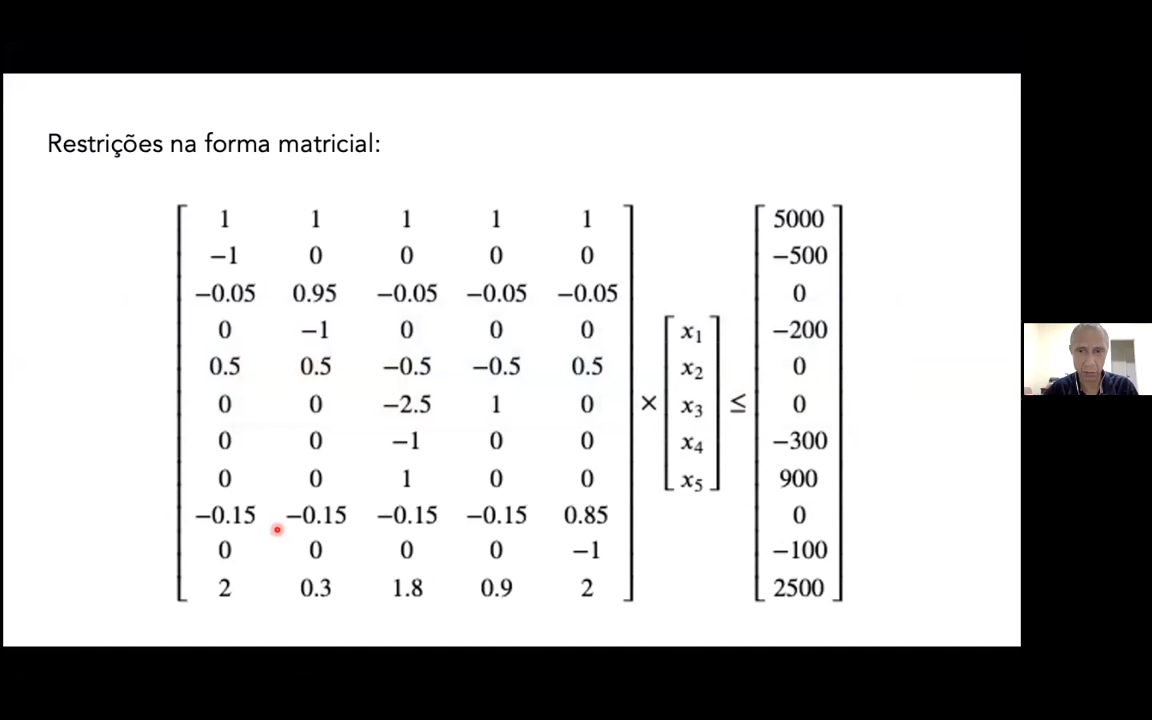 Restrições na forma matricial:
1 1 1 1 1 5000
−1 0 0 0 0 −500
−0.05 0.95 −0.05 −0.05 −0.05 0
0 −1 0 0 0 x1 −200
0.5 0.5 −0.5 −0.5 0.5 x2 0
0 0 −2.5 1 0 × x3 ≤ 0
0 0 −1 0 0 x4 −300
0 0 1 0 0 x5 900
−0.15 −0.15 −0.15 −0.15 0.85 0
0 0 0 0 −1 −100
2 0.3 1.8 0.9 2 2500